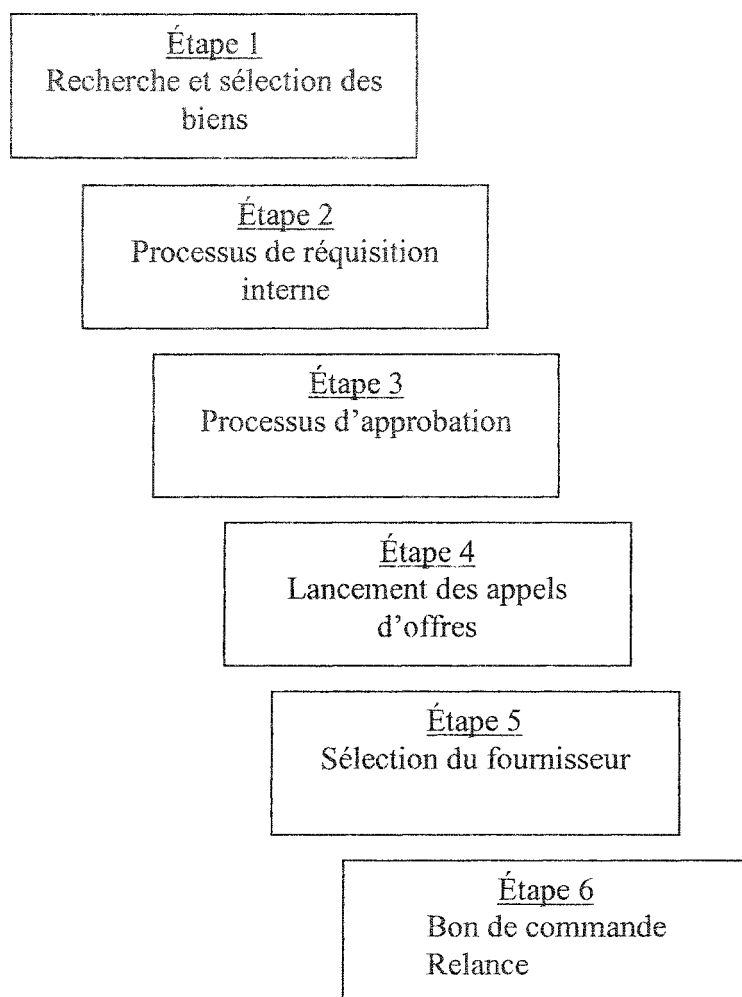 Étape 1
Recherche et sélection des
biens
Étape 2
Processus de réquisition
interne
Étape 3
Processus d'approbation
Étape 4
Lancement des appels
d'offres
Étape 5
Sélection du fournisseur
Étape 6
Bon de commande
Relance